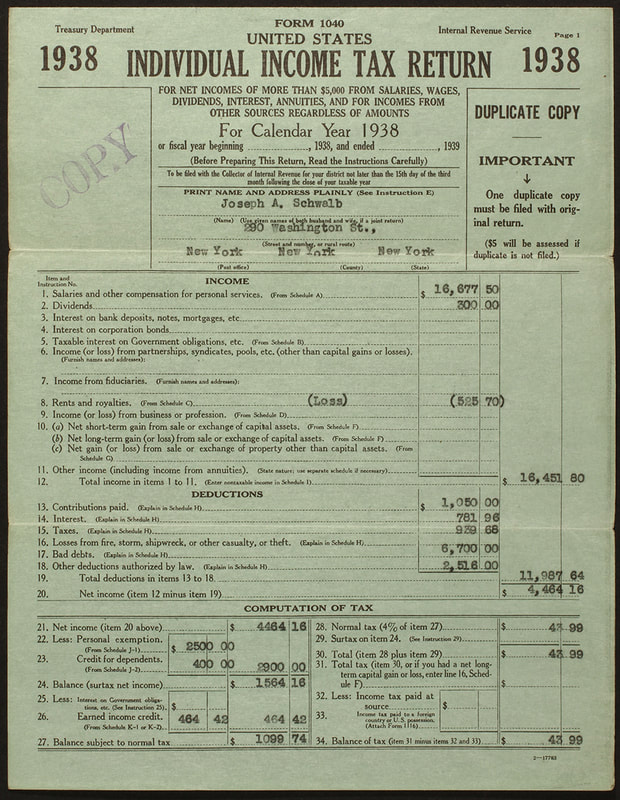 FORM 1040
Treasury Department
UNITED STATES
Internal Revenue Service
Page 1
1938 INDIVIDUAL INCOME TAX RETURN 1938
FOR NET INCOMES OF MORE THAN $5,000 FROM SALARIES, WAGES,
DIVIDENDS, INTEREST, ANNUITIES, AND FOR INCOMES FROM
OTHER SOURCES REGARDLESS OF AMOUNTS
For Calendar Year 1938
or fiscal year beginning ..............., 1938, and ended ..............., 1939
(Before Preparing This Return, Read the Instructions Carefully)
To be filed with the Collector of Internal Revenue for your district not later than the 15th day of the third
month following the close of your taxable year
PRINT NAME AND ADDRESS PLAINLY (See Instruction E)
Joseph A. Schwalb
(Name) (Use given names of both husband and wife, if a joint return)
290 Washington St.,
(Street and number, or rural route)
New York New York New York
(Post office) (County) (State)
COPY
DUPLICATE COPY
IMPORTANT
↓
One duplicate copy
must be filed with orig-
inal return.
($5 will be assessed if
duplicate is not filed.)
Item and
Instruction No.
INCOME
1. Salaries and other compensation for personal services. (From Schedule A) $ 16,677 50
2. Dividends 300 00
3. Interest on bank deposits, notes, mortgages, etc.
4. Interest on corporation bonds
5. Taxable interest on Government obligations, etc. (From Schedule B)
6. Income (or loss) from partnerships, syndicates, pools, etc. (other than capital gains or losses).
(Furnish names and addresses):
7. Income from fiduciaries. (Furnish names and addresses):
8. Rents and royalties. (From Schedule C) (Loss) (525 70)
9. Income (or loss) from business or profession. (From Schedule D)
10. (a) Net short-term gain from sale or exchange of capital assets. (From Schedule F)
(b) Net long-term gain (or loss) from sale or exchange of capital assets. (From Schedule F)
(c) Net gain (or loss) from sale or exchange of property other than capital assets. (From
Schedule G)
11. Other income (including income from annuities). (State nature; use separate schedule if necessary)
12. Total income in items 1 to 11. (Enter nontaxable income in Schedule I) $ 16,451 80
DEDUCTIONS
13. Contributions paid. (Explain in Schedule H) $ 1,050 00
14. Interest. (Explain in Schedule H) 781 96
15. Taxes. (Explain in Schedule H) 939 68
16. Losses from fire, storm, shipwreck, or other casualty, or theft. (Explain in Schedule H)
17. Bad debts. (Explain in Schedule H) 6,700 00
18. Other deductions authorized by law. (Explain in Schedule H) 2,516 00
19. Total deductions in items 13 to 18 11,987 64
20. Net income (item 12 minus item 19) $ 4,464 16
COMPUTATION OF TAX
21. Net income (item 20 above) $ 4464 16
22. Less: Personal exemption.
(From Schedule J-1) $ 2500 00
23. Credit for dependents.
(From Schedule J-2) 400 00 2900 00
24. Balance (surtax net income) $ 1564 16
25. Less: Interest on Government obliga-
tions, etc. (See Instruction 25) $
26. Earned income credit. 464 42 464 42
(From Schedule K-1 or K-2)
27. Balance subject to normal tax $ 1099 74
28. Normal tax (4% of item 27) $ 43 99
29. Surtax on item 24. (See Instruction 29)
30. Total (item 28 plus item 29) $ 43 99
31. Total tax (item 30, or if you had a net long-
term capital gain or loss, enter line 16, Sched-
ule F) $
32. Less: Income tax paid at
source $
33. Income tax paid to a foreign
country or U.S. possession.
(Attach Form 1116)
34. Balance of tax (item 31 minus items 32 and 33) $ 43 99
2—17763